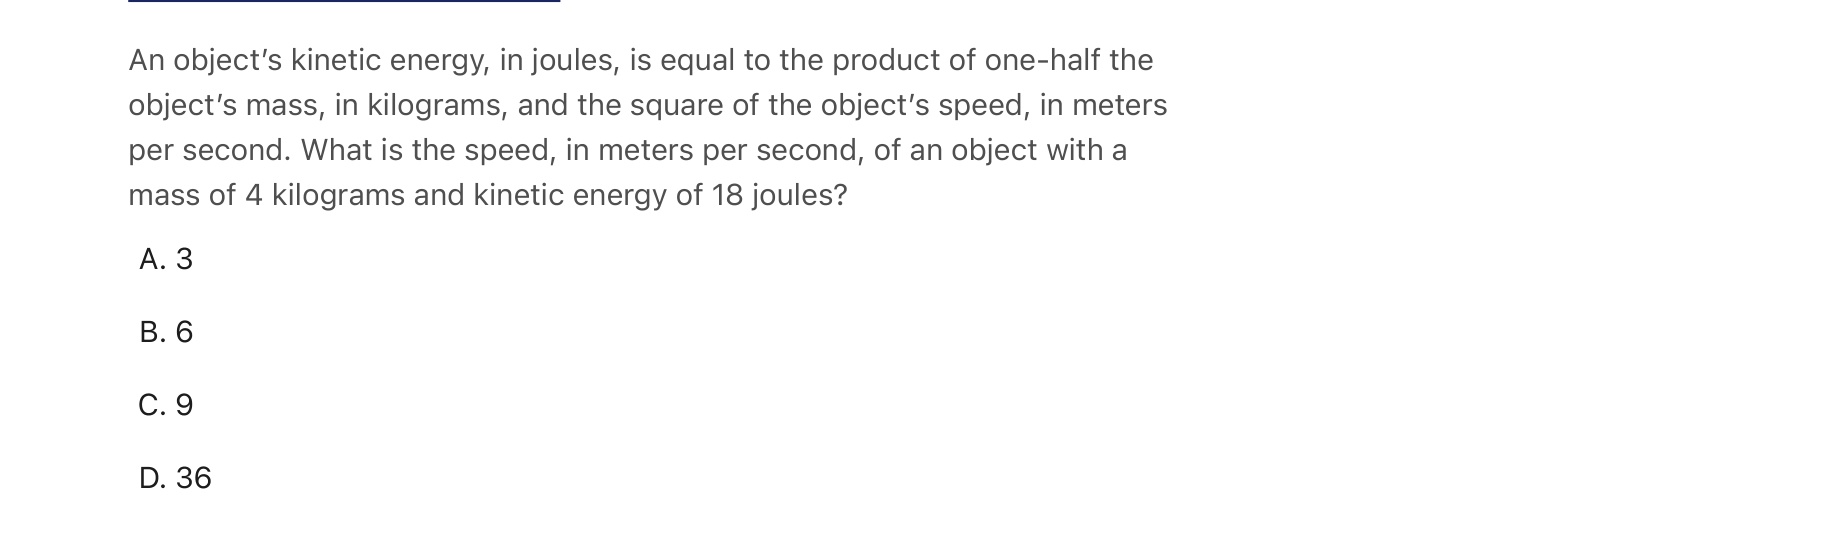 An object’s kinetic energy, in joules, is equal to the product of one-half the
object’s mass, in kilograms, and the square of the object’s speed, in meters
per second. What is the speed, in meters per second, of an object with a
mass of 4 kilograms and kinetic energy of 18 joules?
A. 3
B. 6
C. 9
D. 36